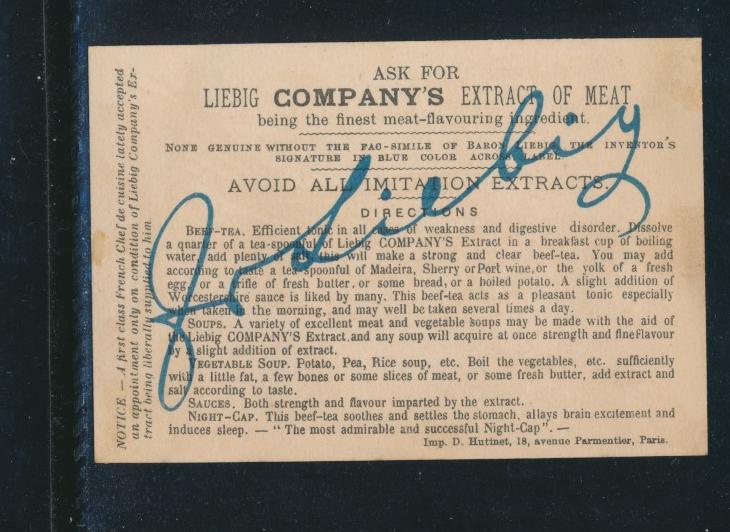 ASK FOR
LIEBIG COMPANY'S EXTRACT OF MEAT
being the finest meat-flavouring ingredient.
NONE GENUINE WITHOUT THE FAC-SIMILE OF BARON LIEBIG, THE INVENTOR'S
SIGNATURE IN BLUE COLOR ACROSS LABEL
AVOID ALL IMITATION EXTRACTS.
DIRECTIONS
BEEF-TEA. Efficient tonic in all cases of weakness and digestive disorder. Dissolve
a quarter of a tea-spoonful of Liebig COMPANY'S Extract in a breakfast cup of boiling
water, add plenty of salt, this will make a strong and clear beef-tea. You may add
according to taste a tea-spoonful of Madeira, Sherry or Port wine, or the yolk of a fresh
egg, or a trifle of fresh butter, or some bread, or a boiled potato. A slight addition of
Worcestershire sauce is liked by many. This beef-tea acts as a pleasant tonic especially
when taken in the morning, and may well be taken several times a day.
SOUPS. A variety of excellent meat and vegetable soups may be made with the aid of
the Liebig COMPANY'S Extract, and any soup will acquire at once strength and fine flavour
by a slight addition of extract.
VEGETABLE SOUP. Potato, Pea, Rice soup, etc. Boil the vegetables, etc. sufficiently
with a little fat, a few bones or some slices of meat, or some fresh butter, add extract and
salt according to taste.
SAUCES. Both strength and flavour imparted by the extract.
NIGHT-CAP. This beef-tea soothes and settles the stomach, allays brain excitement and
induces sleep. — "The most admirable and successful Night-Cap". —
Imp. D. Hutinet, 18, avenue Parmentier, Paris.
NOTICE — A first class French Chef de cuisine lately accepted
an appointment only on condition of Liebig Company's Ex-
tract being liberally supplied to him.
J v Liebig